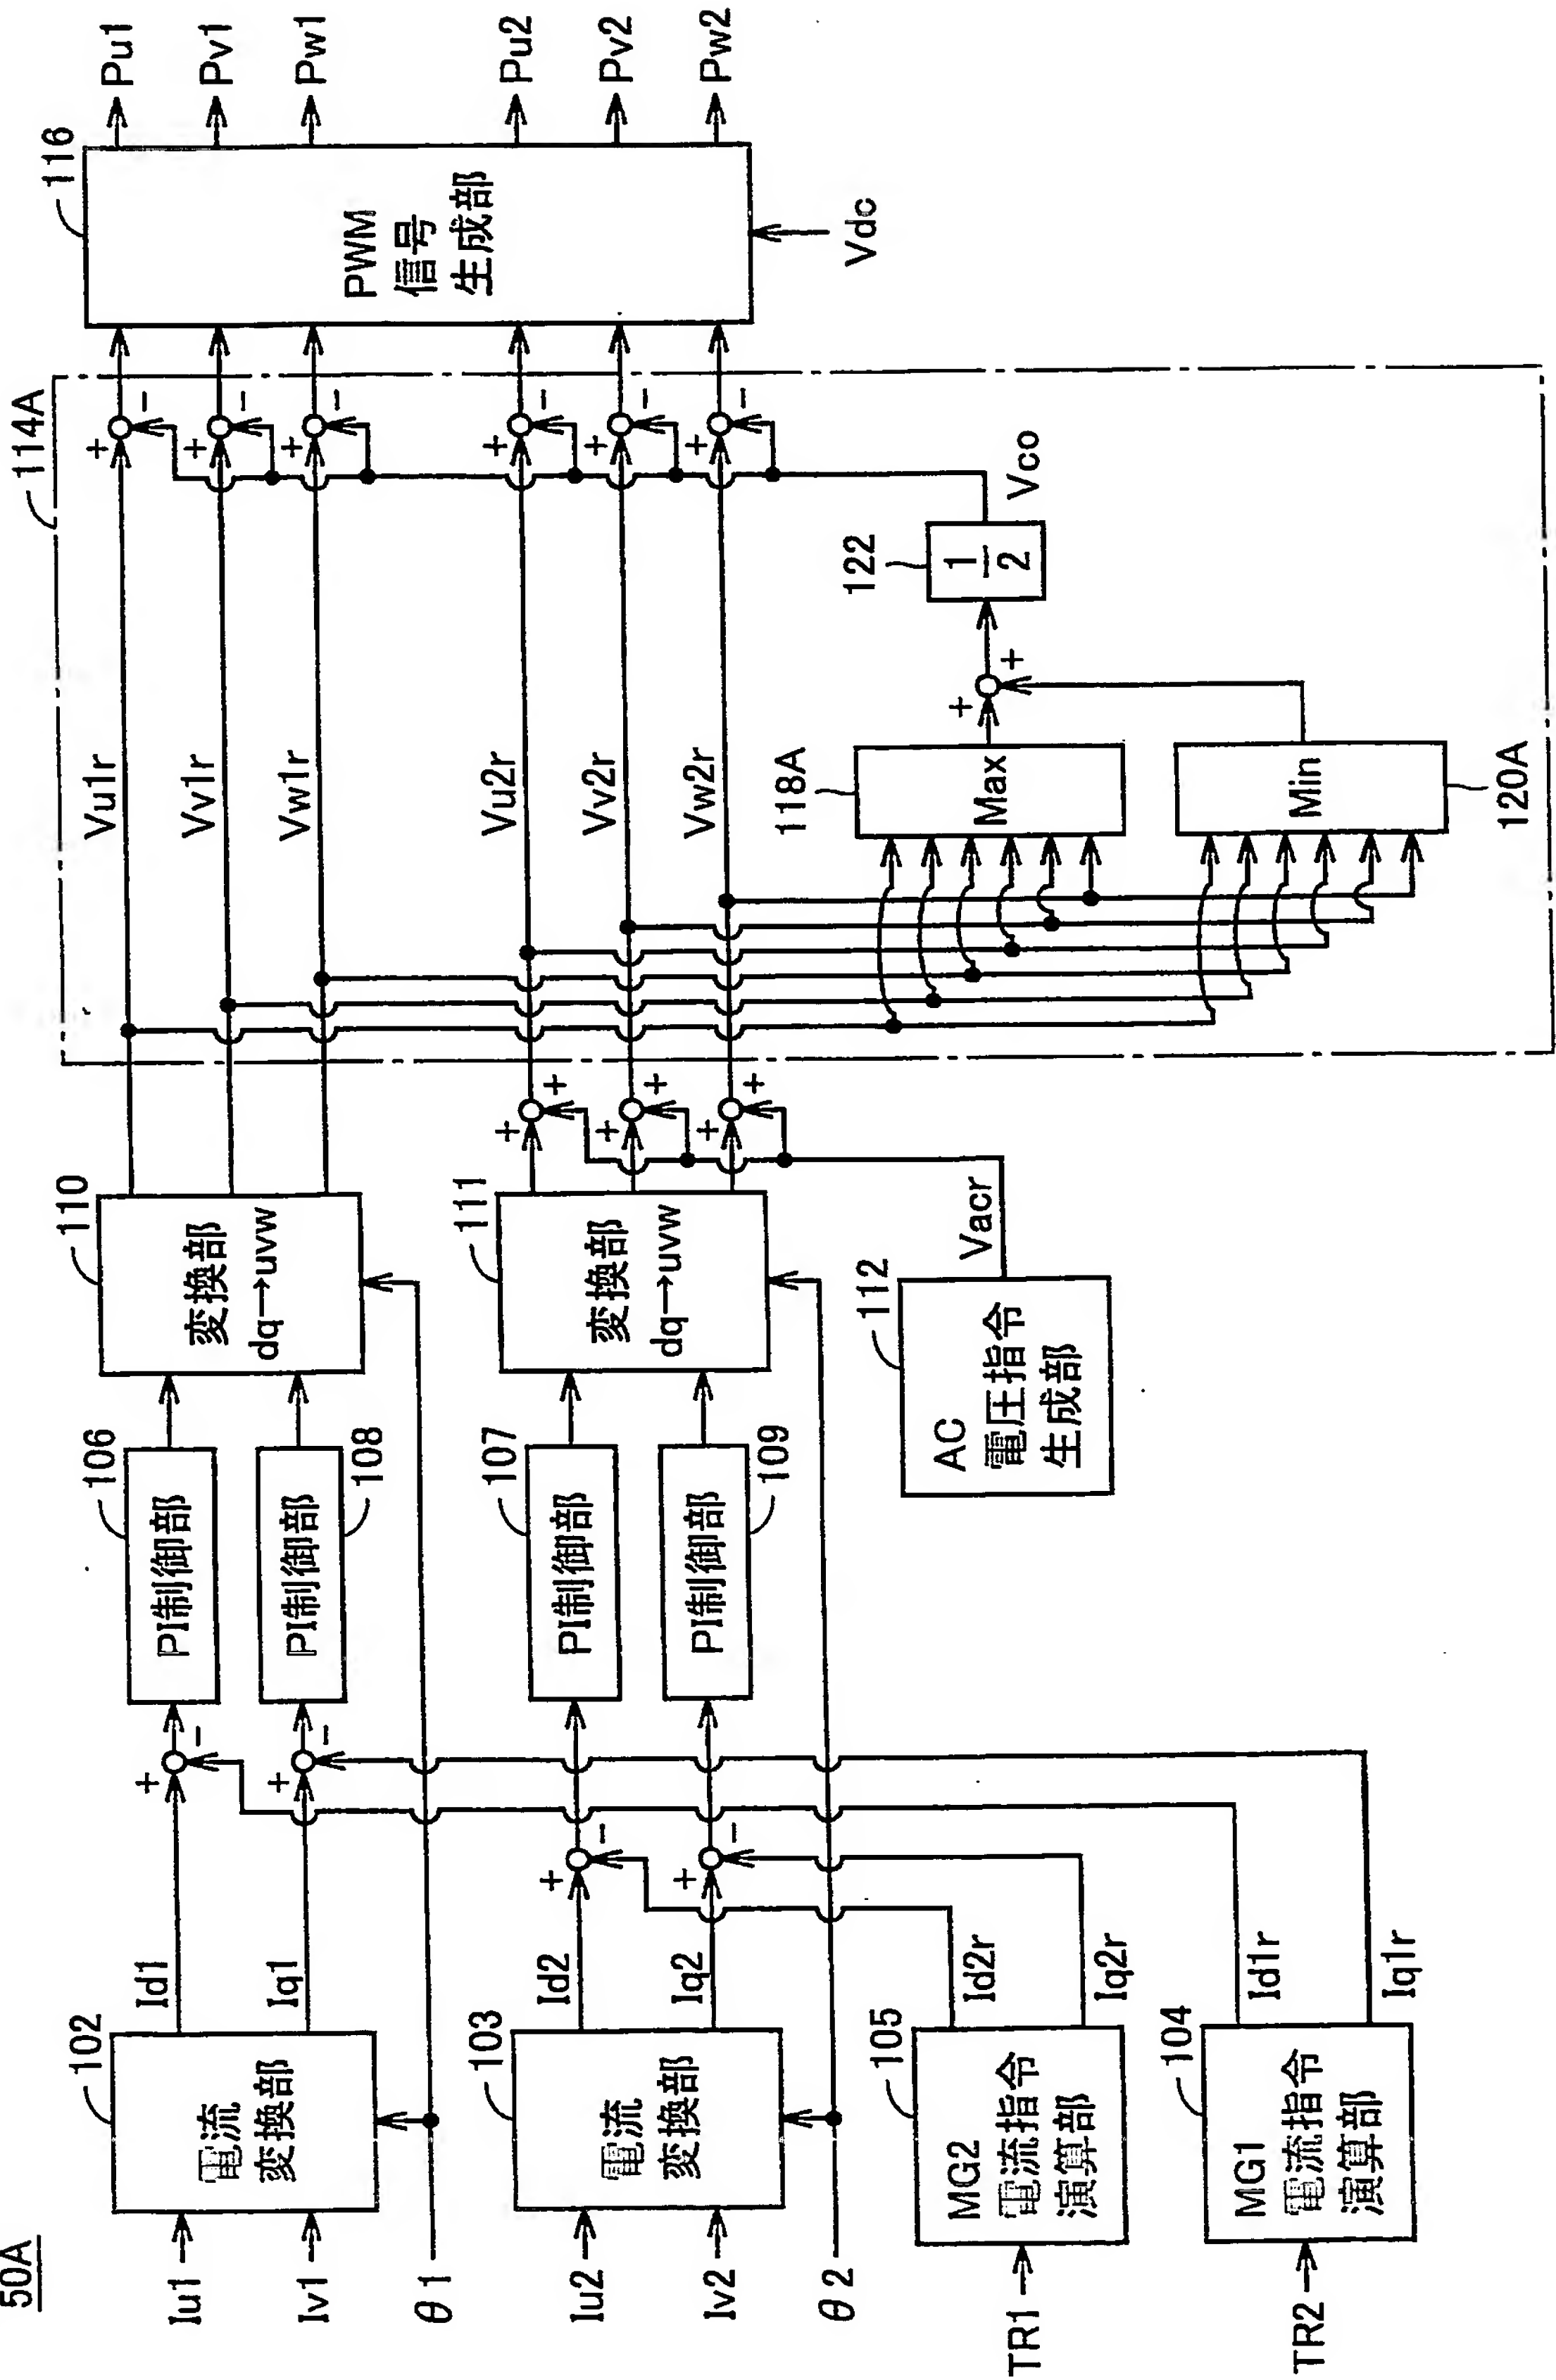 50A
Iu1
Iv1
θ1
電流
変換部
102
Id1
Iq1
+
-
+
-
PI制御部
106
PI制御部
108
変換部
dq→uvw
110
Iu2
Iv2
θ2
電流
変換部
103
Id2
Iq2
+
-
+
-
PI制御部
107
PI制御部
109
変換部
dq→uvw
111
TR1
MG2
電流指令
演算部
105
Id2r
Iq2r
TR2
MG1
電流指令
演算部
104
Id1r
Iq1r
AC
電圧指令
生成部
112
Vacr
+
+
+
+
+
+
114A
Vu1r
Vv1r
Vw1r
Vu2r
Vv2r
Vw2r
Max
118A
Min
120A
+
+
1
2
122
Vco
+
-
+
-
+
-
+
-
+
-
+
-
PWM
信号
生成部
116
Vdc
Pu1
Pv1
Pw1
Pu2
Pv2
Pw2